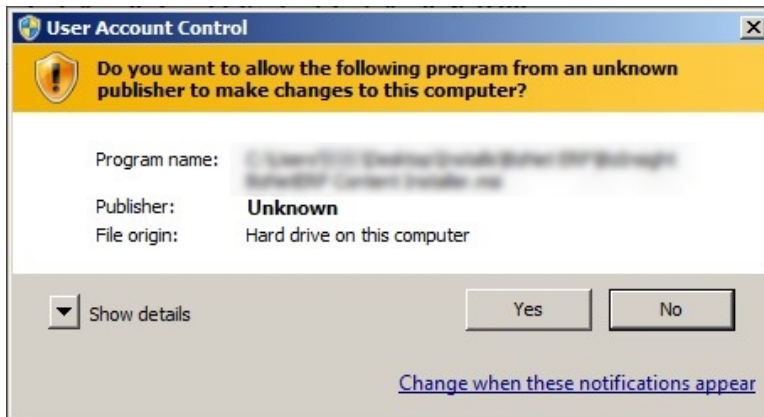 User Account Control
Do you want to allow the following program from an unknown
publisher to make changes to this computer?
Program name:
Publisher: Unknown
File origin: Hard drive on this computer
Show details
Yes No
Change when these notifications appear